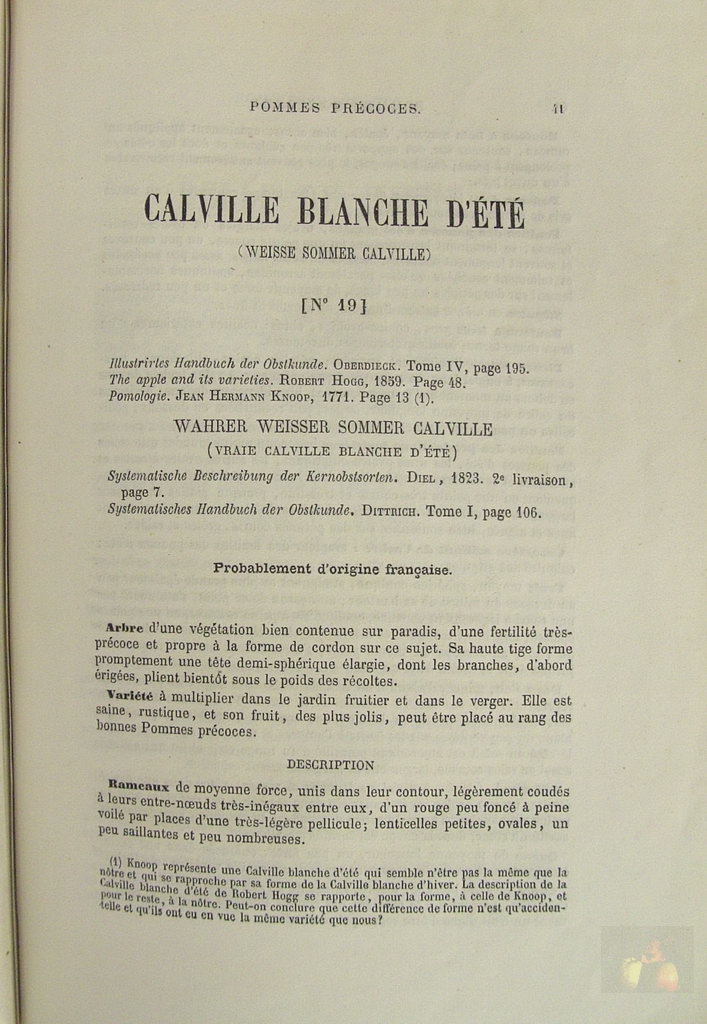 POMMES PRÉCOCES. 41
CALVILLE BLANCHE D'ÉTÉ
(WEISSE SOMMER CALVILLE)
[N° 19]
Illustrirtes Handbuch der Obstkunde. OBERDIECK. Tome IV, page 195.
The apple and its varieties. ROBERT HOGG, 1859. Page 48.
Pomologie. JEAN HERMANN KNOOP, 1771. Page 13 (1).
WAHRER WEISSER SOMMER CALVILLE
(VRAIE CALVILLE BLANCHE D'ÉTÉ)
Systematische Beschreibung der Kernobstsorten. DIEL, 1823. 2e livraison,
page 7.
Systematisches Handbuch der Obstkunde. DITTRICH. Tome I, page 106.
Probablement d'origine française.
Arbre d'une végétation bien contenue sur paradis, d'une fertilité très-
précoce et propre à la forme de cordon sur ce sujet. Sa haute tige forme
promptement une tête demi-sphérique élargie, dont les branches, d'abord
érigées, plient bientôt sous le poids des récoltes.
Variété à multiplier dans le jardin fruitier et dans le verger. Elle est
saine, rustique, et son fruit, des plus jolis, peut être placé au rang des
bonnes Pommes précoces.
DESCRIPTION
Rameaux de moyenne force, unis dans leur contour, légèrement coudés
à leurs entre-nœuds très-inégaux entre eux, d'un rouge peu foncé à peine
voilé par places d'une très-légère pellicule; lenticelles petites, ovales, un
peu saillantes et peu nombreuses.
(1) Knoop représente une Calville blanche d'été qui semble n'être pas la même que la
nôtre et qui se rapproche par sa forme de la Calville blanche d'hiver. La description de la
Calville blanche d'été de Robert Hogg se rapporte, pour la forme, à celle de Knoop, et
pour le reste, à la nôtre. Peut-on conclure que cette différence de forme n'est qu'acciden-
telle et qu'ils ont eu en vue la même variété que nous?